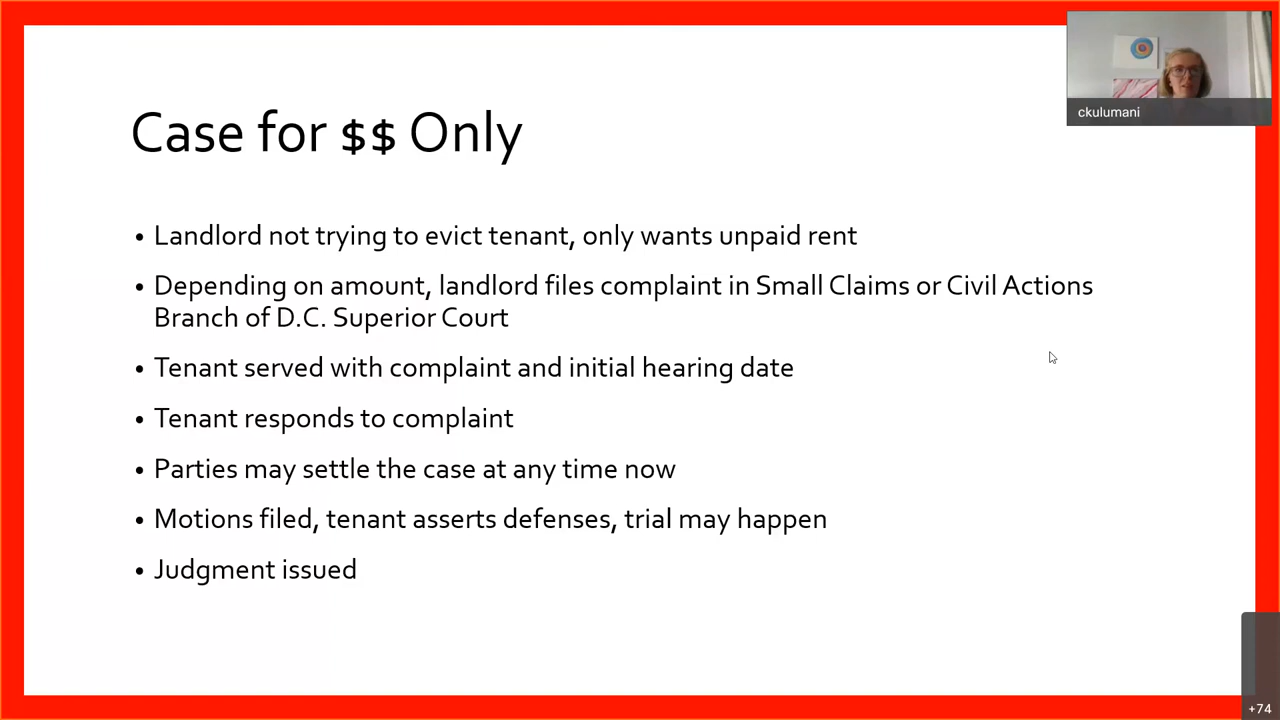 Case for $$ Only
ckulumani
• Landlord not trying to evict tenant, only wants unpaid rent
• Depending on amount, landlord files complaint in Small Claims or Civil Actions
Branch of D.C. Superior Court
• Tenant served with complaint and initial hearing date
• Tenant responds to complaint
• Parties may settle the case at any time now
• Motions filed, tenant asserts defenses, trial may happen
• Judgment issued
+74